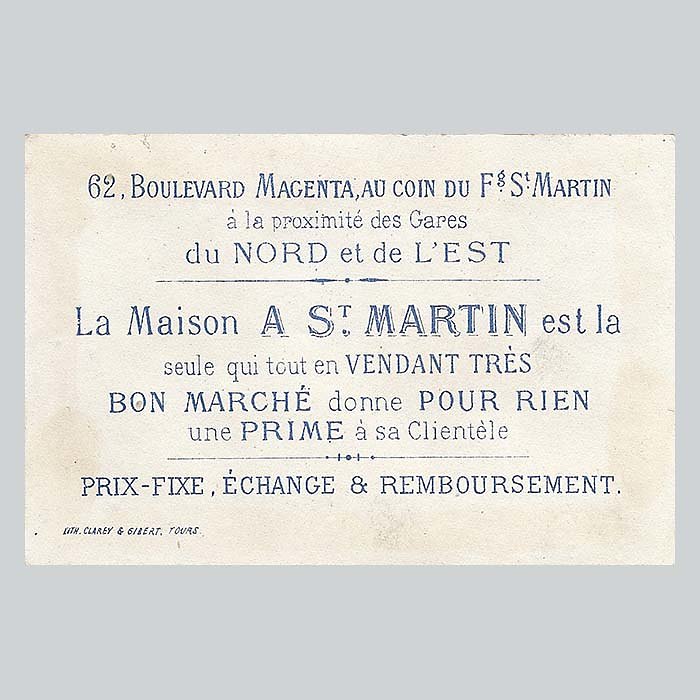 62, BOULEVARD MAGENTA, AU COIN DU Fg. St. MARTIN
à la proximité des Gares
du NORD et de L'EST
La Maison A ST. MARTIN est la
seule qui tout en VENDANT TRÈS
BON MARCHÉ donne POUR RIEN
une PRIME à sa Clientèle
PRIX-FIXE, ÉCHANGE & REMBOURSEMENT.
LITH. CLAREY & GIBERT, TOURS.